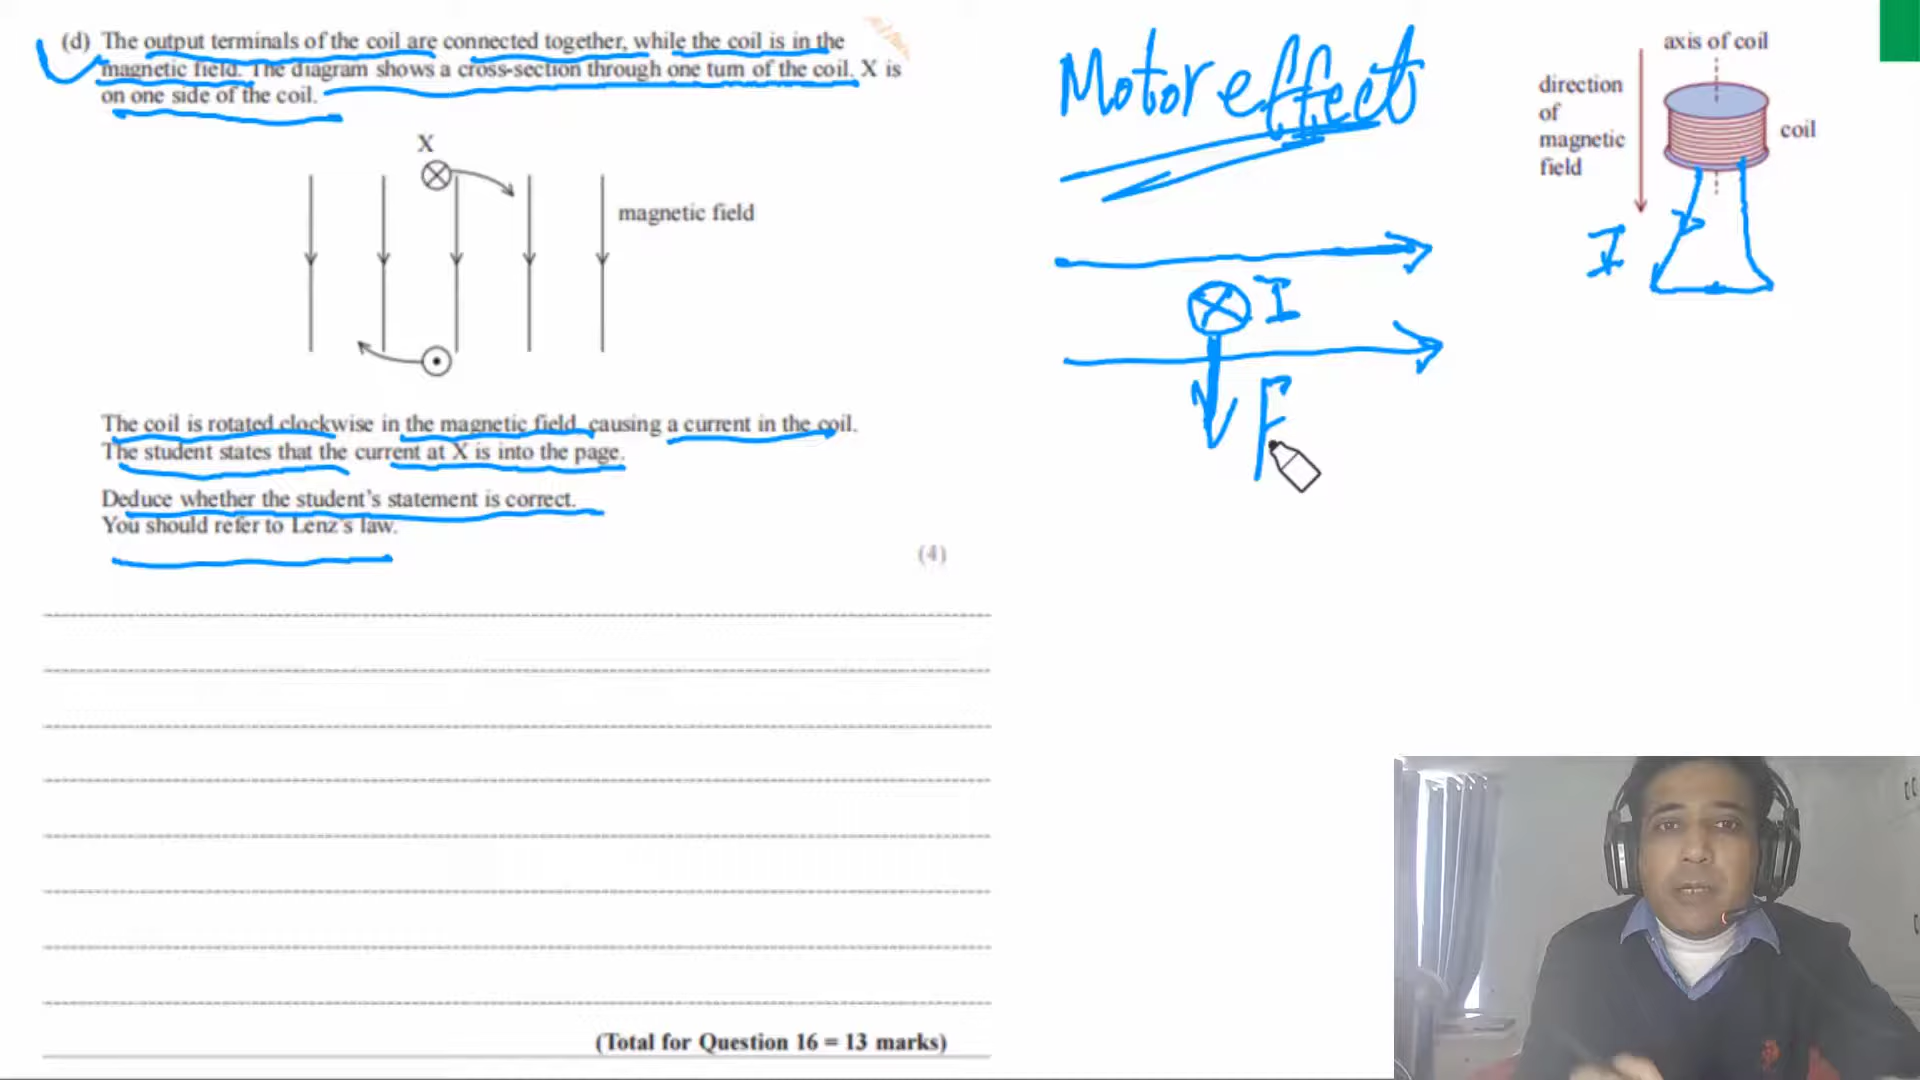 (d) The output terminals of the coil are connected together, while the coil is in the
magnetic field. The diagram shows a cross-section through one turn of the coil. X is
on one side of the coil.
X
magnetic field
The coil is rotated clockwise in the magnetic field, causing a current in the coil.
The student states that the current at X is into the page.
Deduce whether the student's statement is correct.
You should refer to Lenz's law.
(4)
(Total for Question 16 = 13 marks)
Motor effect
I
F
axis of coil
direction
of
magnetic
field
coil
I